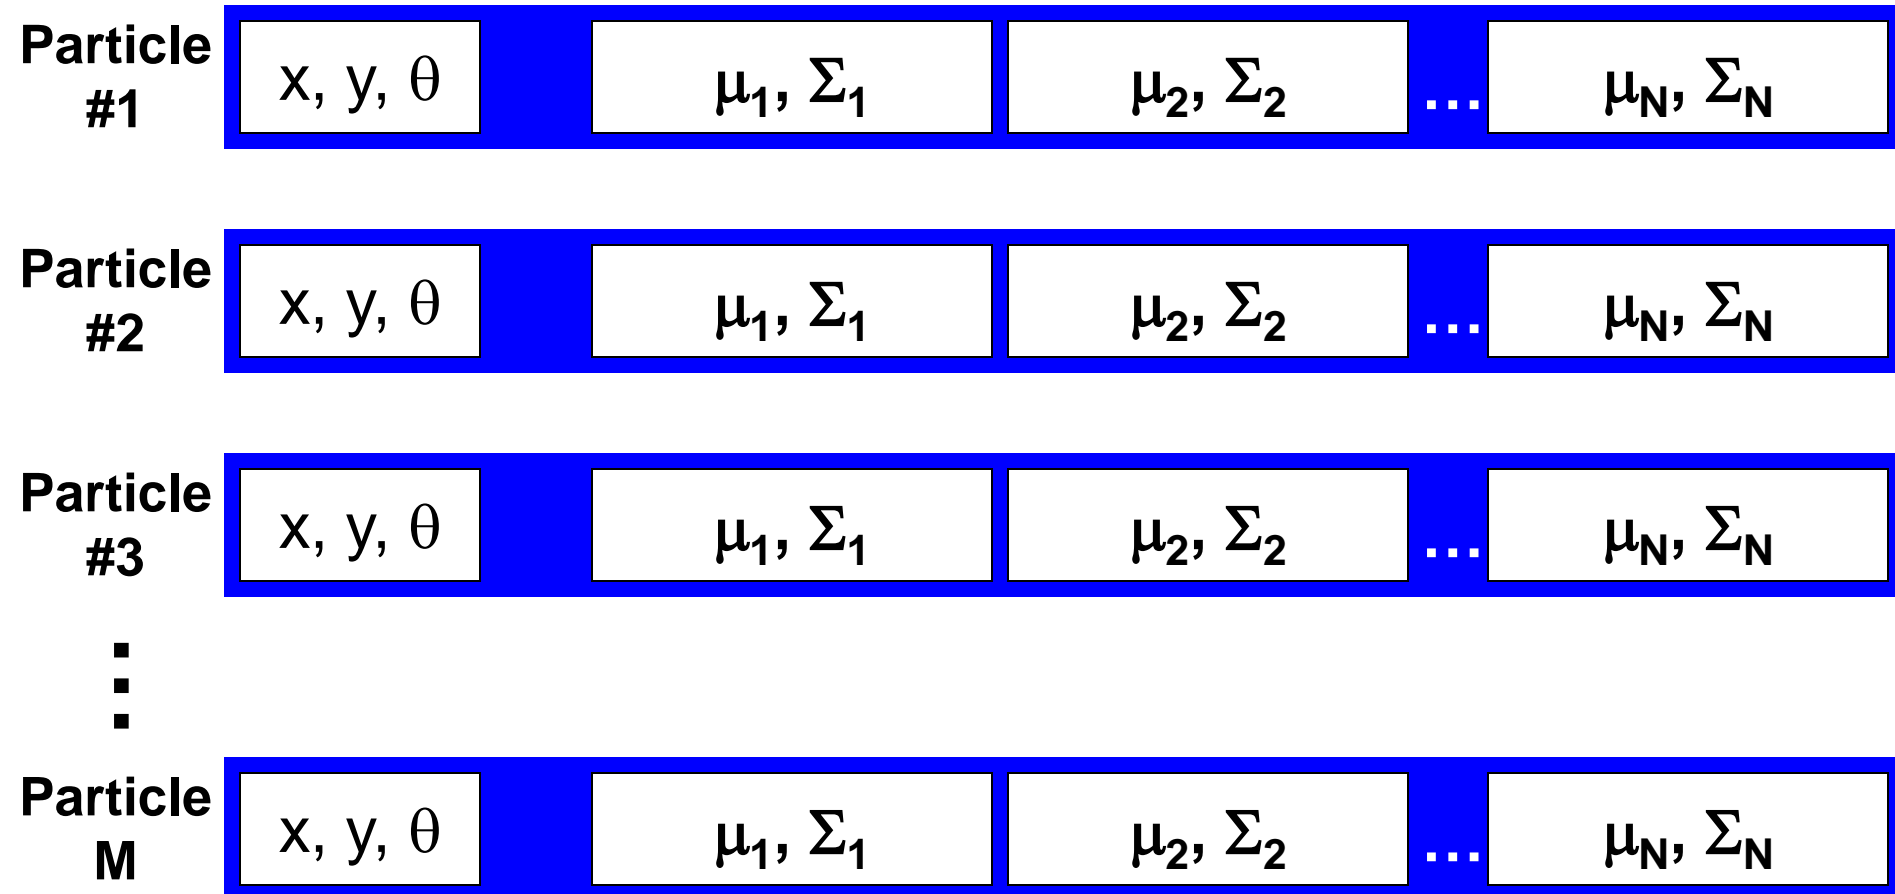 Particle #1 x, y, θ μ₁, Σ₁ μ₂, Σ₂ … μN, ΣN
Particle #2 x, y, θ μ₁, Σ₁ μ₂, Σ₂ … μN, ΣN
Particle #3 x, y, θ μ₁, Σ₁ μ₂, Σ₂ … μN, ΣN
⋮
Particle M x, y, θ μ₁, Σ₁ μ₂, Σ₂ … μN, ΣN